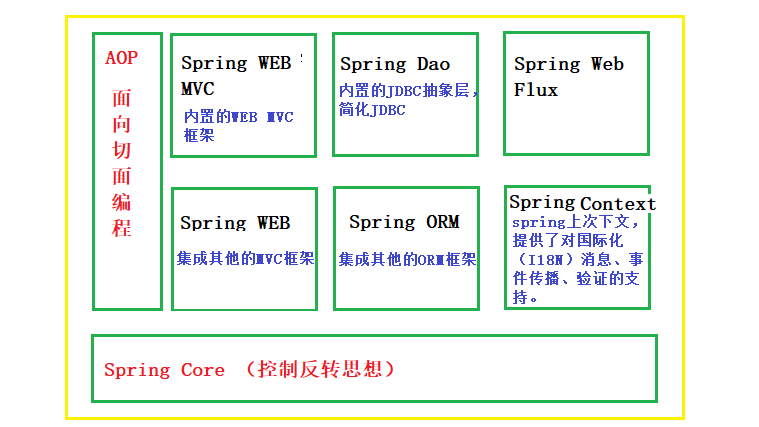 AOP
面
向
切
面
编
程
Spring WEB
MVC
内置的WEB MVC
框架
Spring Dao
内置的JDBC抽象层，
简化JDBC
Spring Web
Flux
Spring WEB
集成其他的MVC框架
Spring ORM
集成其他的ORM框架
Spring Context
spring上次下文，
提供了对国际化
（I18N）消息、事
件传播、验证的支
持。
Spring Core （控制反转思想）